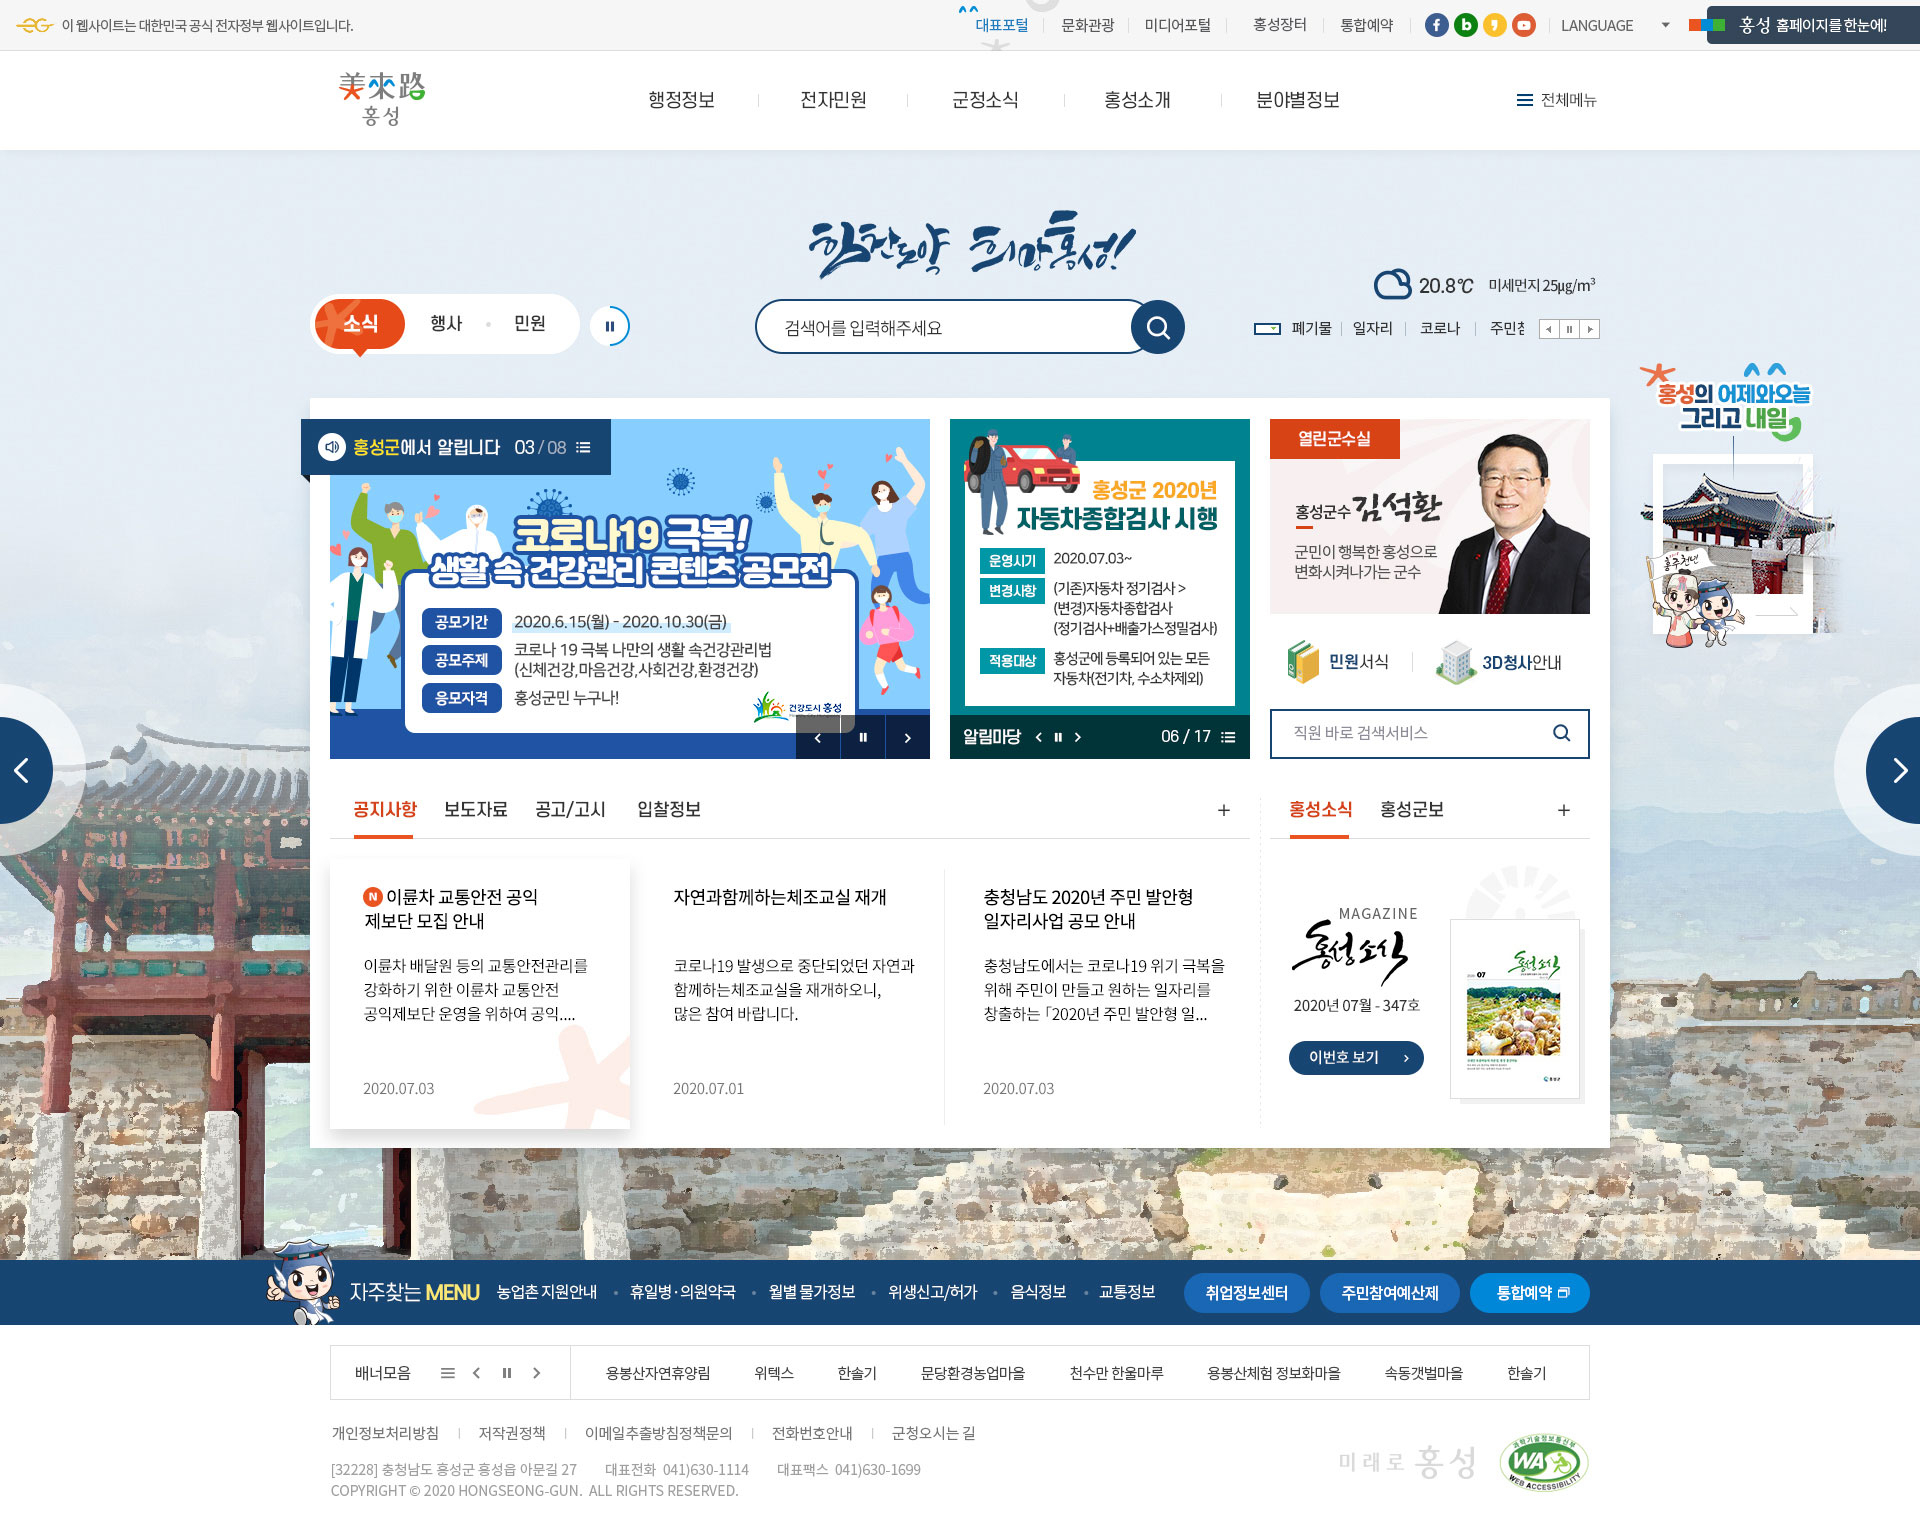 이 웹사이트는 대한민국 공식 전자정부 웹사이트입니다.
대표포털 문화관광 미디어포털 홍성장터 통합예약 LANGUAGE 홍성 홈페이지를 한눈에!
美来路
홍성
행정정보 전자민원 군정소식 홍성소개 분야별정보 전체메뉴
힘찬도약 희망홍성!
20.8℃ 미세먼지 25µg/m³
소식 행사 민원
검색어를 입력해주세요
폐기물 일자리 코로나 주민참
홍성의 어제와오늘
그리고 내일
홍주천년
홍성군에서 알립니다 03 / 08
코로나19 극복!
생활 속 건강관리 콘텐츠 공모전
공모기간 2020.6.15(월) - 2020.10.30(금)
공모주제 코로나 19 극복 나만의 생활 속건강관리법
(신체건강,마음건강,사회건강,환경건강)
응모자격 홍성군민 누구나!
건강도시 홍성
홍성군 2020년
자동차종합검사 시행
운영시기 2020.07.03~
변경사항 (기존)자동차 정기검사 >
(변경)자동차종합검사
(정기검사+배출가스정밀검사)
적용대상 홍성군에 등록되어 있는 모든
자동차(전기차, 수소차제외)
알림마당 06 / 17
열린군수실
홍성군수 김석환
군민이 행복한 홍성으로
변화시켜나가는 군수
민원서식 3D청사안내
직원 바로 검색서비스
공지사항 보도자료 공고/고시 입찰정보
홍성소식 홍성군보
N 이륜차 교통안전 공익
제보단 모집 안내
이륜차 배달원 등의 교통안전관리를
강화하기 위한 이륜차 교통안전
공익제보단 운영을 위하여 공익....
2020.07.03
자연과함께하는체조교실 재개
코로나19 발생으로 중단되었던 자연과
함께하는체조교실을 재개하오니,
많은 참여 바랍니다.
2020.07.01
충청남도 2020년 주민 발안형
일자리사업 공모 안내
충청남도에서는 코로나19 위기 극복을
위해 주민이 만들고 원하는 일자리를
창출하는 「2020년 주민 발안형 일...
2020.07.03
MAGAZINE
홍성소식
2020년 07월 - 347호
이번호 보기
홍성소식
07
홍성군
자주찾는 MENU 농업촌 지원안내 휴일병·의원약국 월별 물가정보 위생신고/허가 음식정보 교통정보 취업정보센터 주민참여예산제 통합예약
배너모음 용봉산자연휴양림 위텍스 한솔기 문당환경농업마을 천수만 한울마루 용봉산체험 정보화마을 속동갯벌마을 한솔기
개인정보처리방침 저작권정책 이메일추출방침정책문의 전화번호안내 군청오시는 길
[32228] 충청남도 홍성군 홍성읍 아문길 27 대표전화 041)630-1114 대표팩스 041)630-1699
COPYRIGHT © 2020 HONGSEONG-GUN. ALL RIGHTS RESERVED.
미래로 홍성
과학기술정보통신부
WA
WEB ACCESSIBILITY